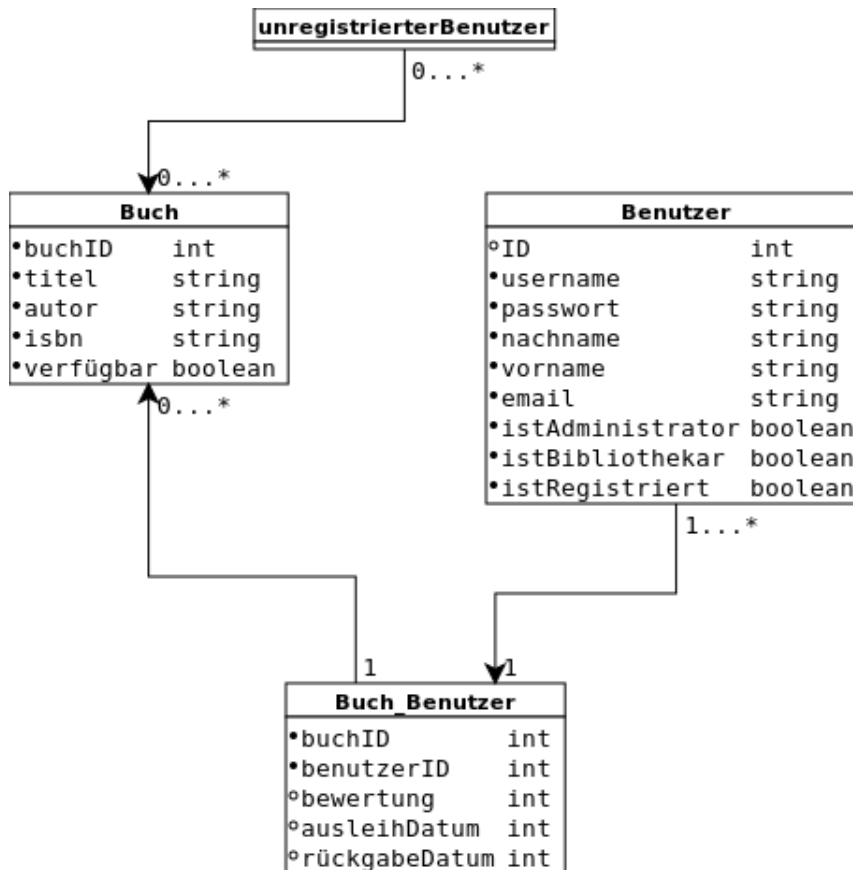 unregistrierterBenutzer
0...*
0...*
Buch
buchID int
titel string
autor string
isbn string
verfügbar boolean
0...*
Benutzer
ID int
username string
passwort string
nachname string
vorname string
email string
istAdministrator boolean
istBibliothekar boolean
istRegistriert boolean
1...*
1
1
Buch_Benutzer
buchID int
benutzerID int
bewertung int
ausleihDatum int
rückgabeDatum int